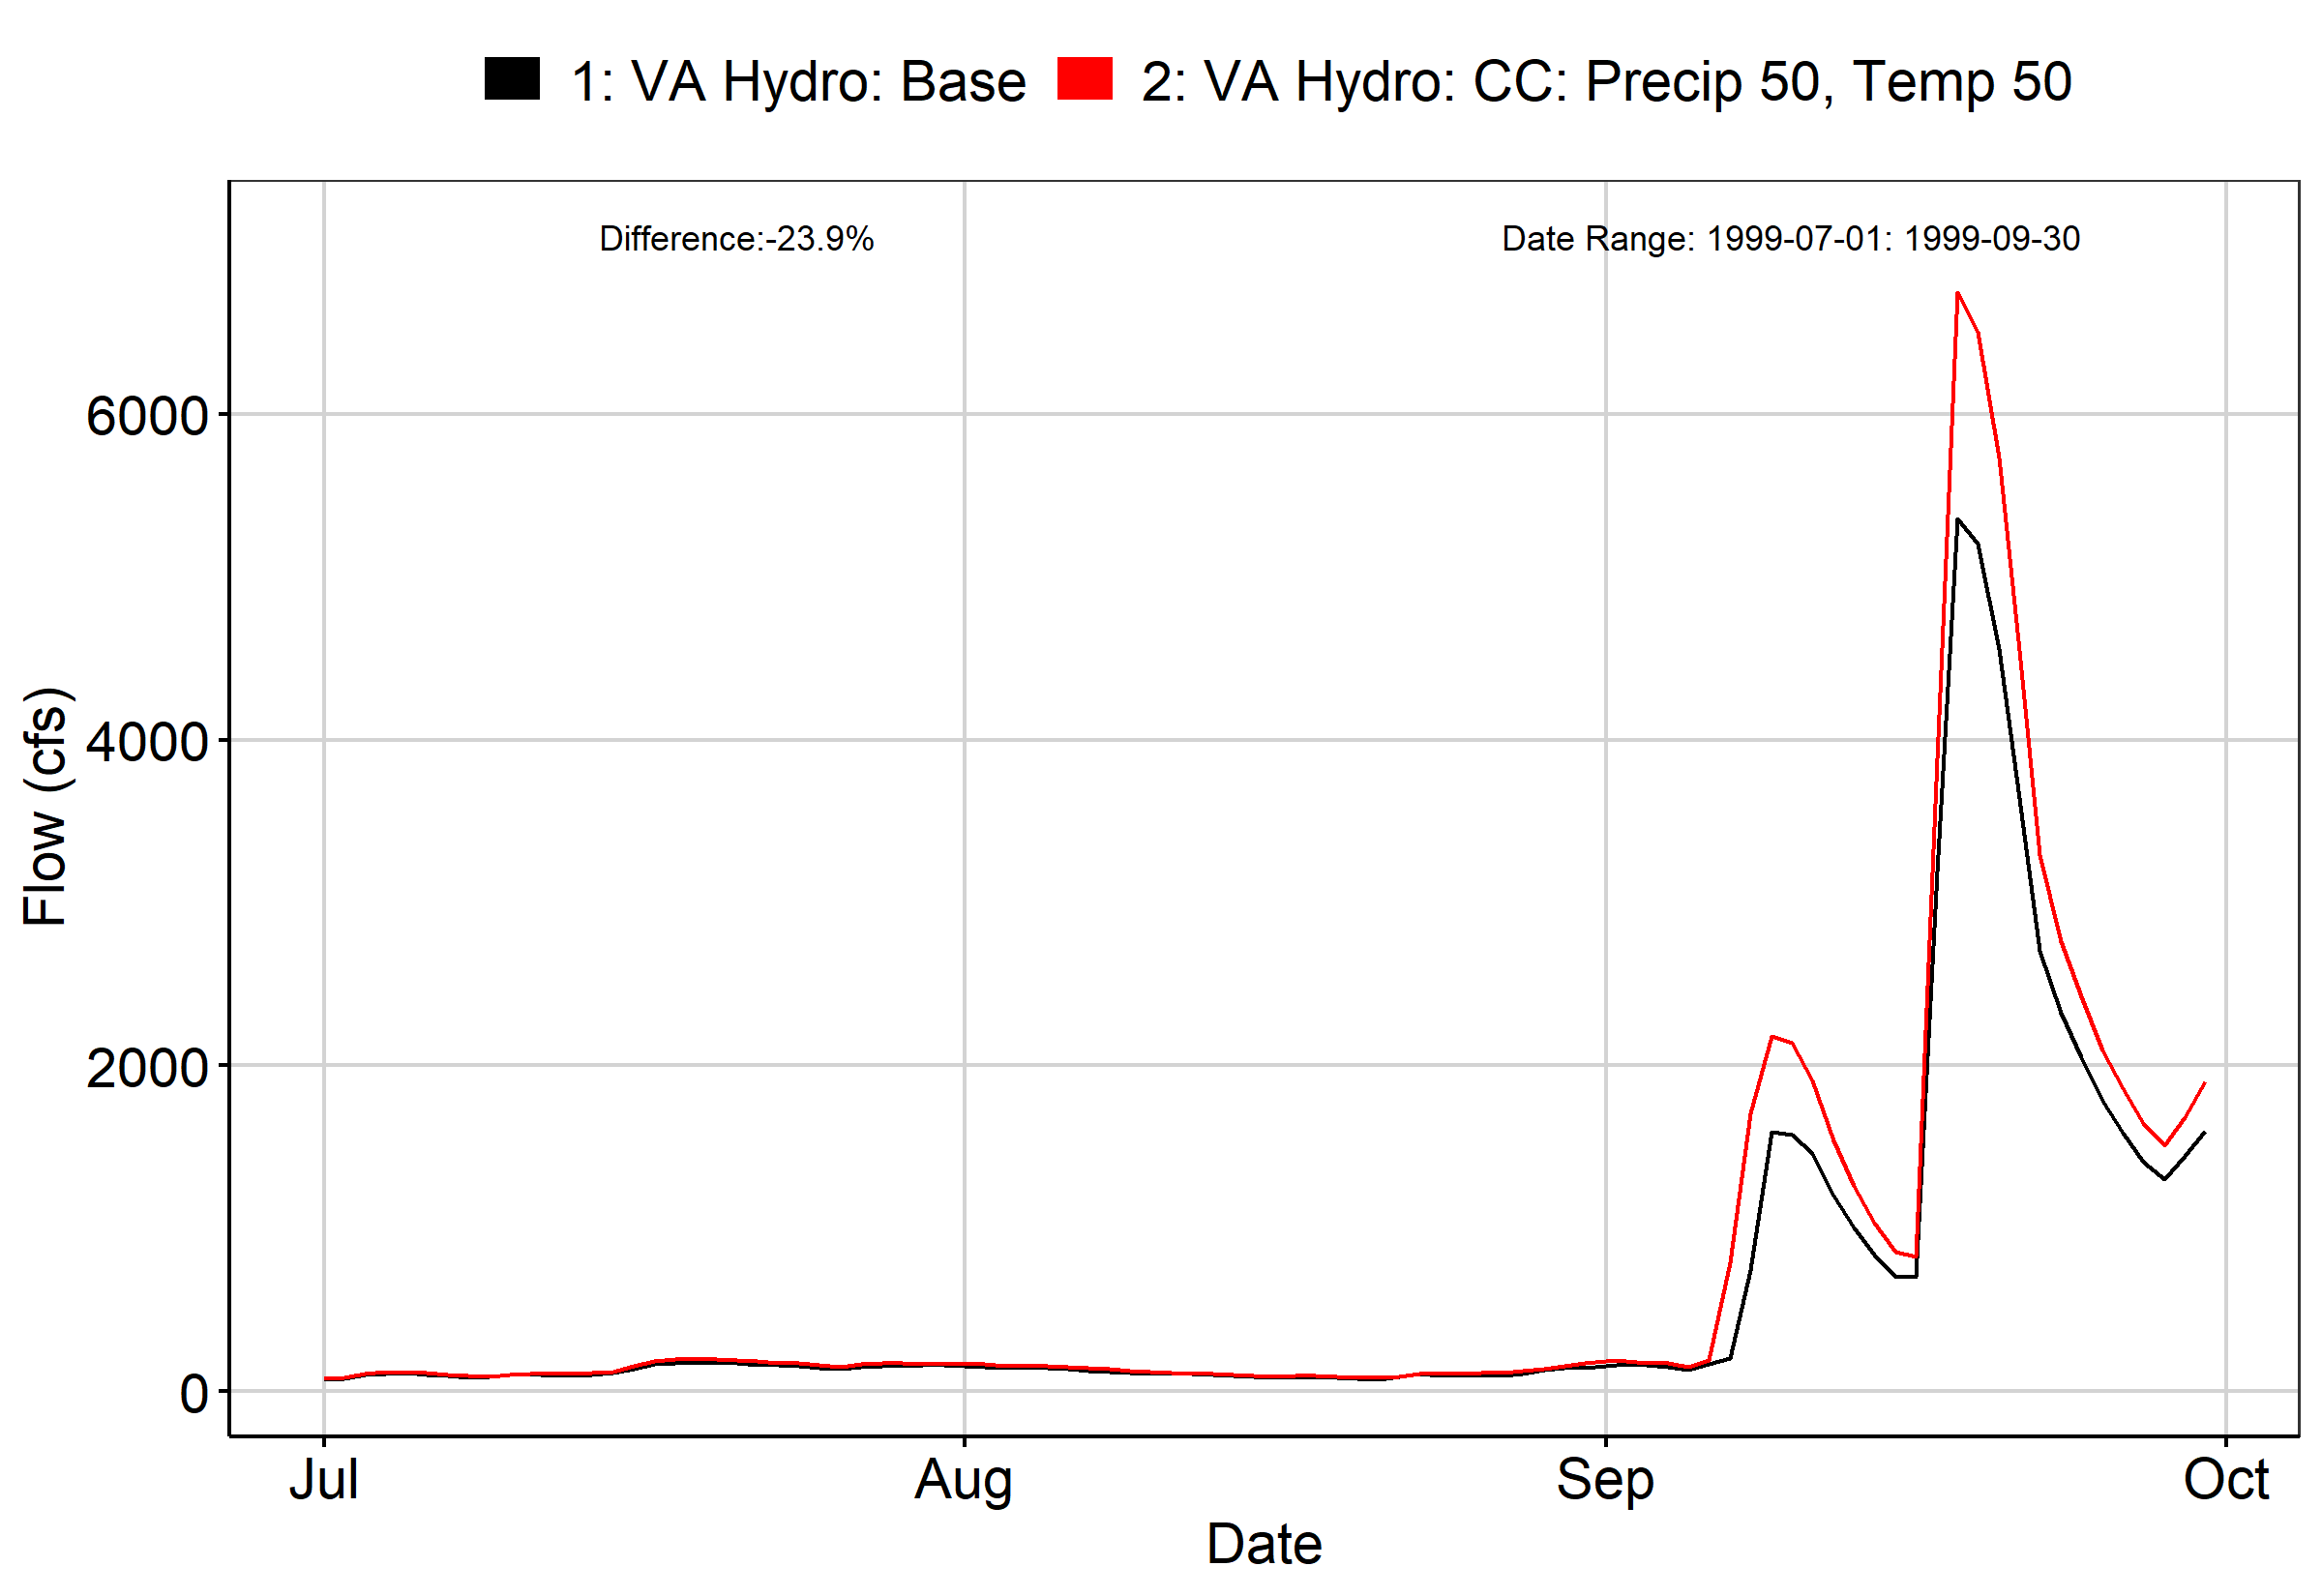 1: VA Hydro: Base 2: VA Hydro: CC: Precip 50, Temp 50
Difference:-23.9% Date Range: 1999-07-01: 1999-09-30
6000
4000
2000
0
Flow (cfs)
Jul Aug Sep Oct
Date